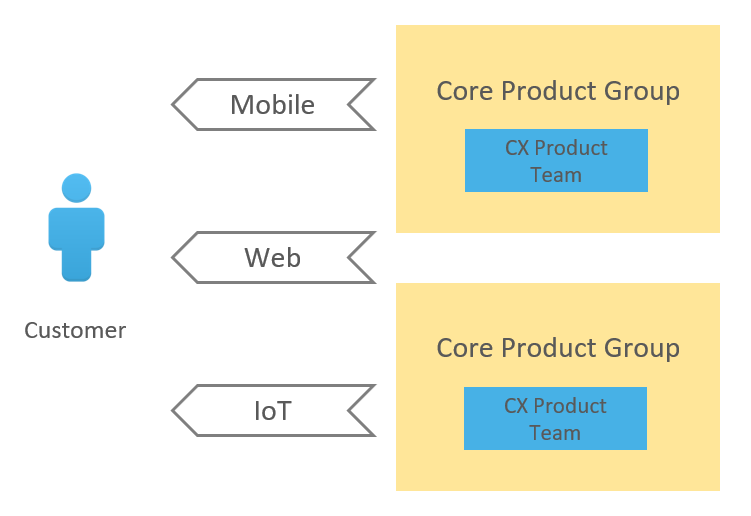 Core Product Group
Mobile
CX Product
Team
Web
Customer
Core Product Group
IoT
CX Product
Team